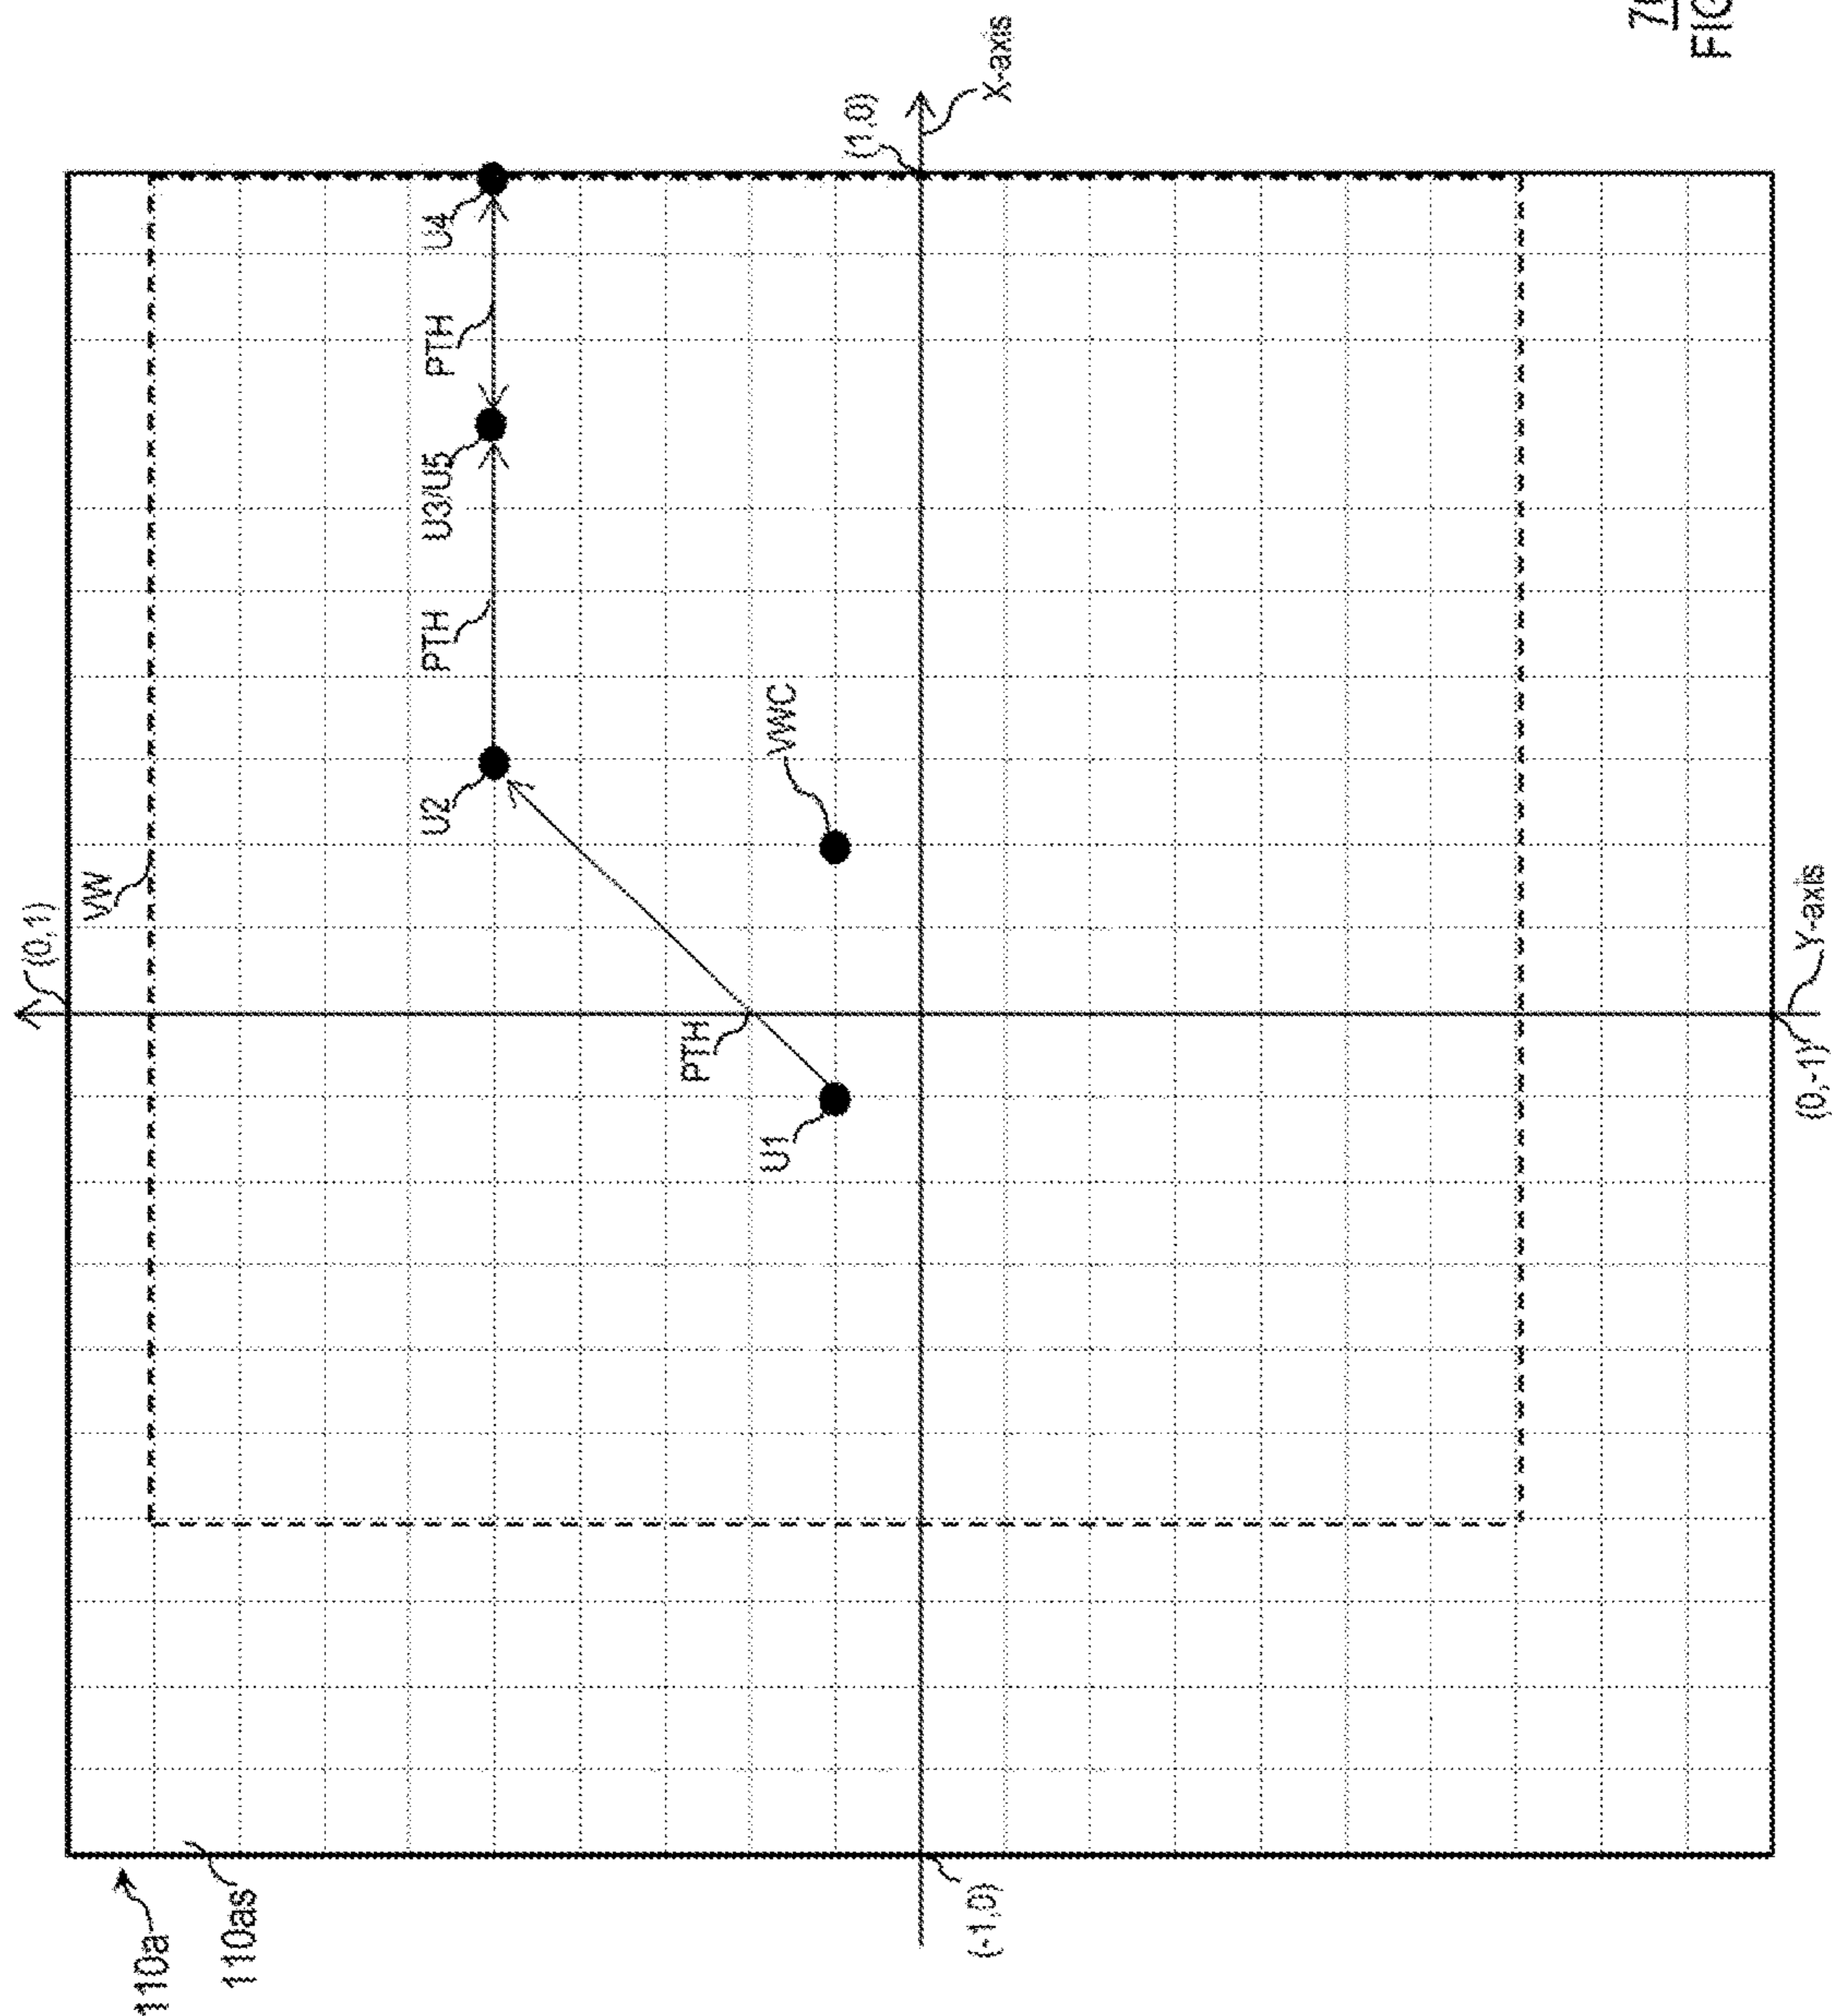 (0,1)
VW
110a
110as
U2
PTH
U3/U5
PTH
U4
PTH
U1
VWC
(1,0)
(-1,0)
X-axis
FIG
(0,-1)
Y-axis